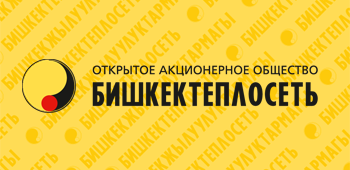 ОТКРЫТОЕ АКЦИОНЕРНОЕ ОБЩЕСТВО
БИШКЕКТЕПЛОСЕТЬ